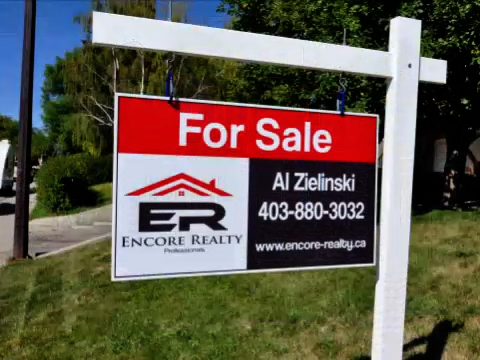 For Sale
ER
ENCORE REALTY
Professionals
Al Zielinski
403-880-3032
www.encore-realty.ca